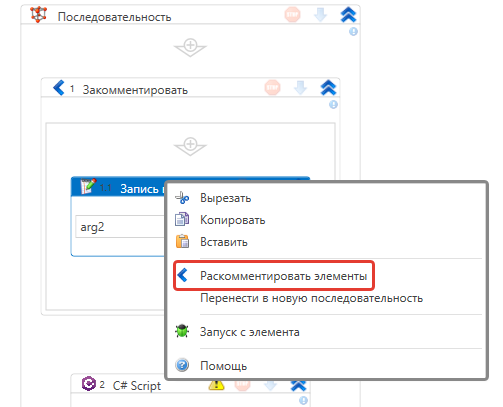 Последовательность
1 Закомментировать
1.1 Запись
arg2
Вырезать
Копировать
Вставить
Раскомментировать элементы
Перенести в новую последовательность
Запуск с элемента
Помощь
2 C# Script